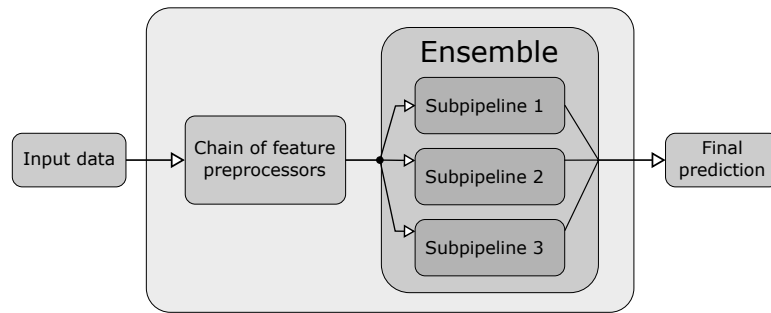 Ensemble
Input data
Chain of feature
preprocessors
Subpipeline 1
Subpipeline 2
Subpipeline 3
Final
prediction